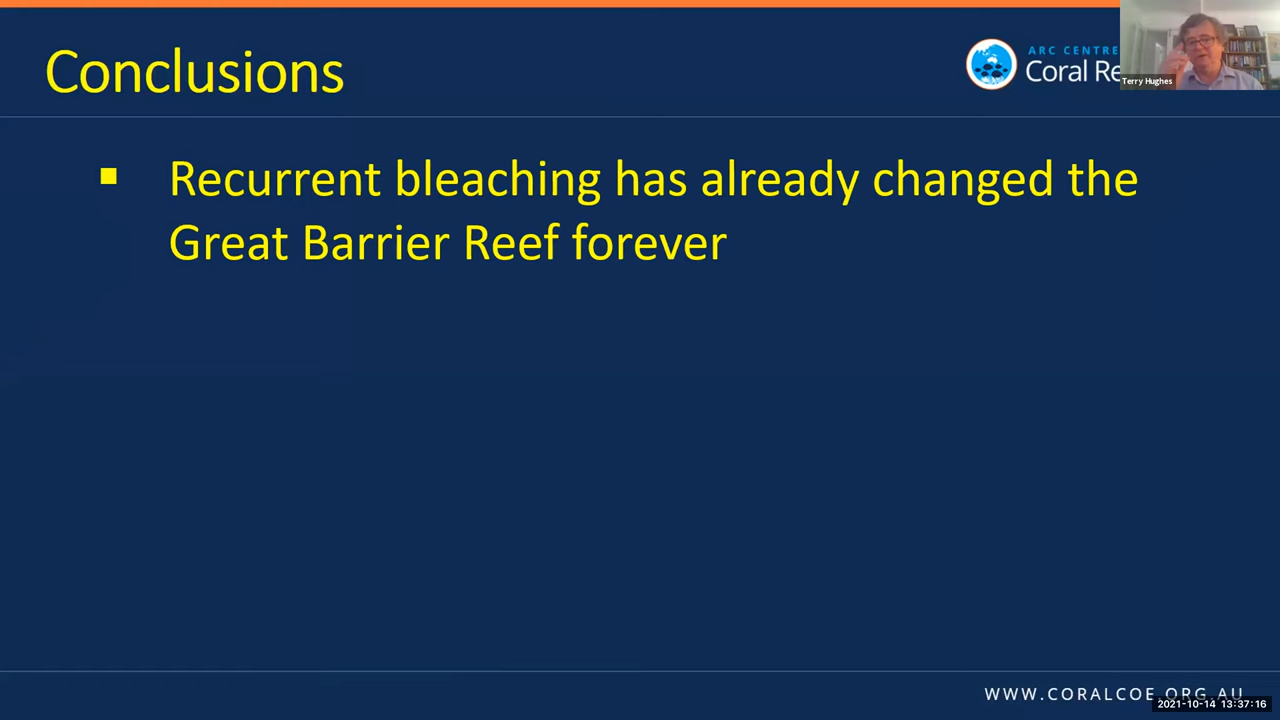 Conclusions
ARC CENTRE
Coral Re
Terry Hughes
▪ Recurrent bleaching has already changed the
Great Barrier Reef forever
WWW.CORALCOE.ORG.AU
2021-10-14 13:37:16